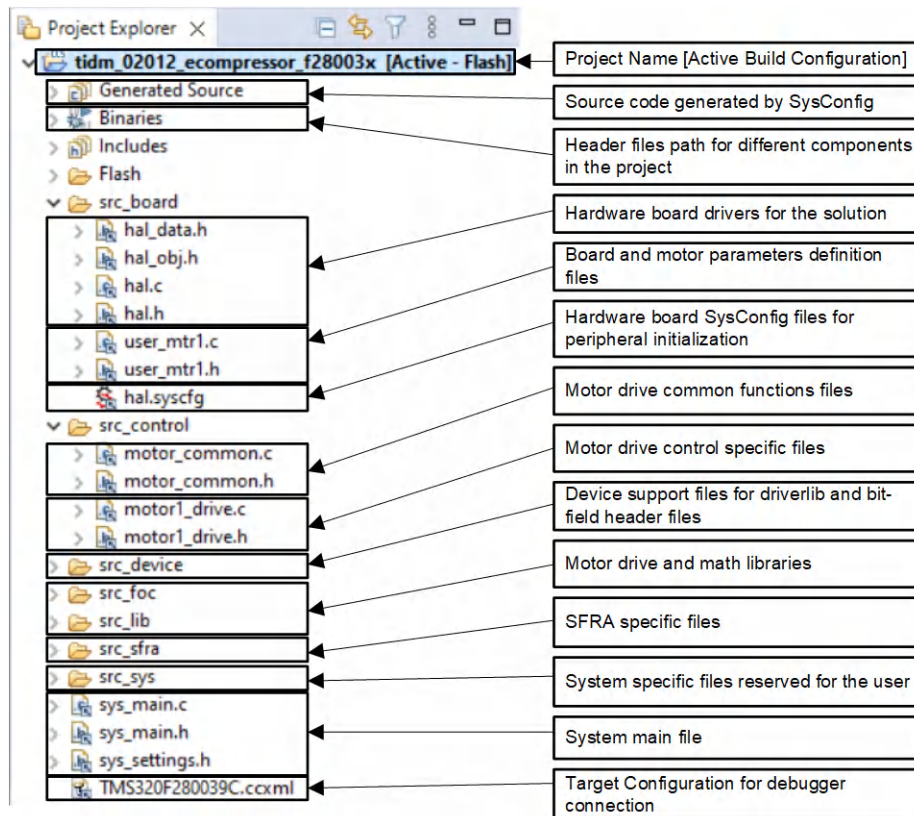 Project Explorer
tidm_02012_ecompressor_f28003x [Active - Flash]
Generated Source
Binaries
Includes
Flash
src_board
hal_data.h
hal_obj.h
hal.c
hal.h
user_mtr1.c
user_mtr1.h
hal.syscfg
src_control
motor_common.c
motor_common.h
motor1_drive.c
motor1_drive.h
src_device
src_foc
src_lib
src_sfra
src_sys
sys_main.c
sys_main.h
sys_settings.h
TMS320F280039C.ccxml
Project Name [Active Build Configuration]
Source code generated by SysConfig
Header files path for different components
in the project
Hardware board drivers for the solution
Board and motor parameters definition
files
Hardware board SysConfig files for
peripheral initialization
Motor drive common functions files
Motor drive control specific files
Device support files for driverlib and bit-
field header files
Motor drive and math libraries
SFRA specific files
System specific files reserved for the user
System main file
Target Configuration for debugger
connection